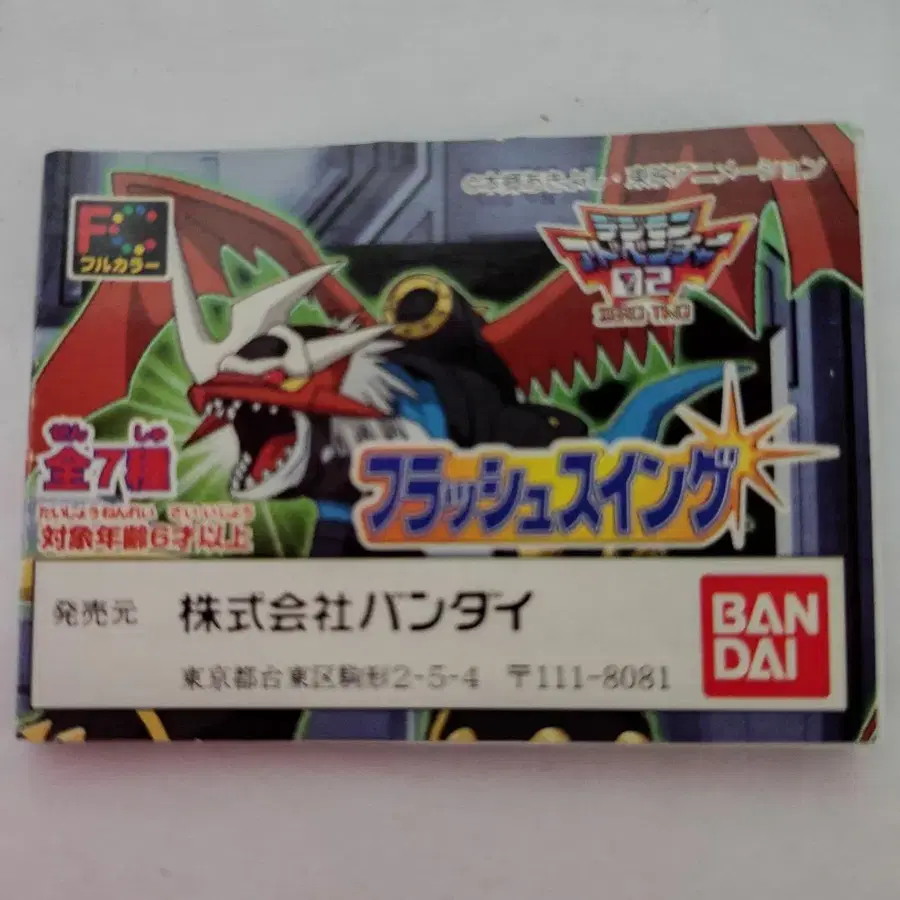 ©本郷あきよし・東映アニメーション
FC
フルカラー
デジモン
アドベンチャー
02
ZERO TWO
ぜん しゅ
全7種
フラッシュスイング
たいしょうねんれい さい いじょう
対象年齢6才以上
発売元 株式会社バンダイ
東京都台東区駒形2-5-4 〒111-8081
BAN
DAI